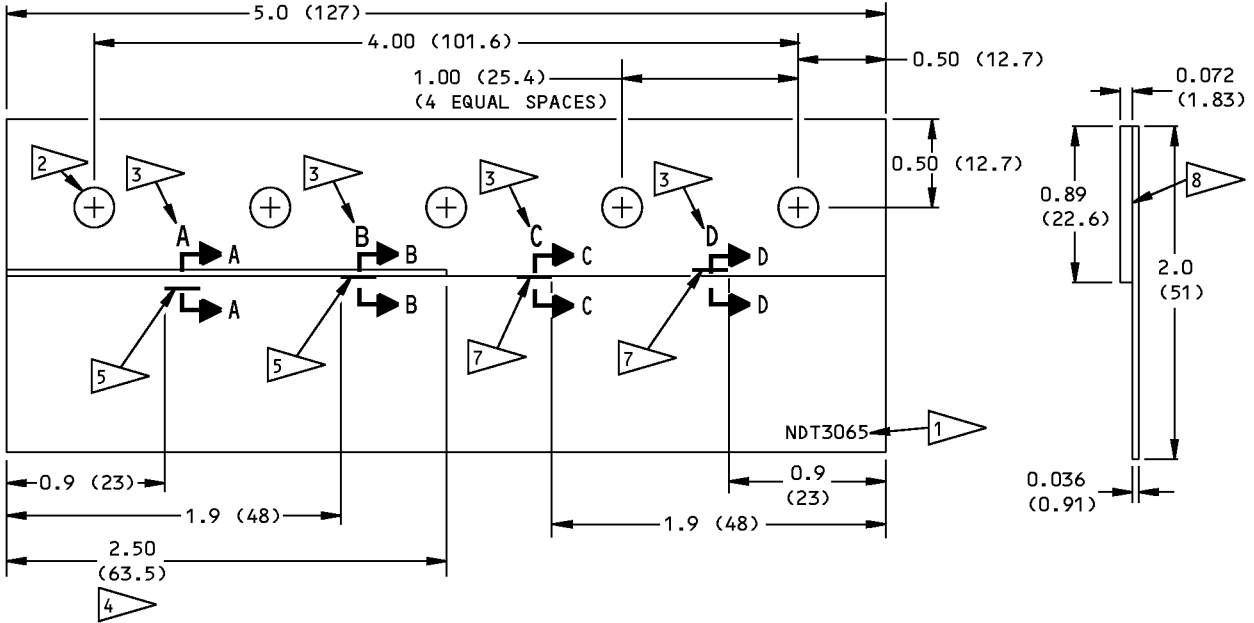 5.0 (127)
4.00 (101.6)
0.50 (12.7)
1.00 (25.4)
(4 EQUAL SPACES)
0.072
(1.83)
2
3
3
3
3
0.50 (12.7)
8
0.89
(22.6)
A
B
C
D
A
B
C
D
2.0
(51)
A
B
C
D
5
5
7
7
NDT3065
1
0.9 (23)
0.9
(23)
0.036
(0.91)
1.9 (48)
1.9 (48)
2.50
(63.5)
4